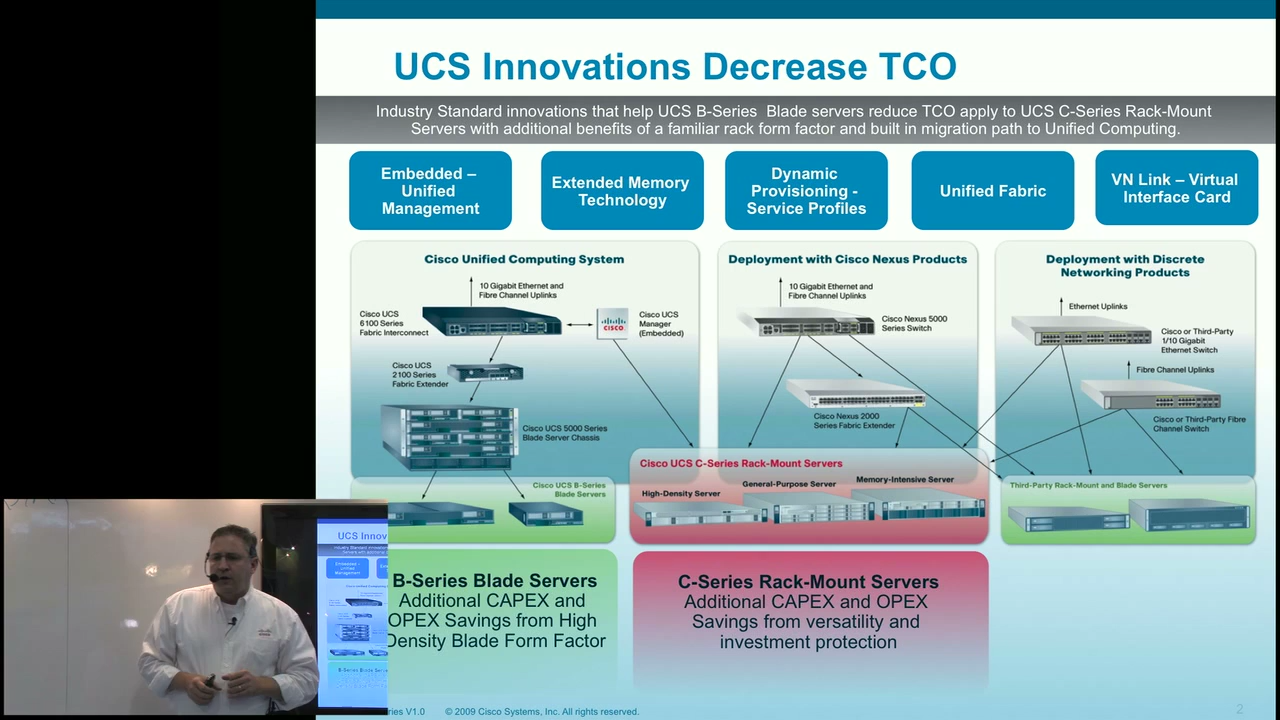 UCS Innovations Decrease TCO
Industry Standard innovations that help UCS B-Series Blade servers reduce TCO apply to UCS C-Series Rack-Mount
Servers with additional benefits of a familiar rack form factor and built in migration path to Unified Computing.
Embedded –
Unified
Management
Extended Memory
Technology
Dynamic
Provisioning -
Service Profiles
Unified Fabric
VN Link – Virtual
Interface Card
Cisco Unified Computing System
10 Gigabit Ethernet and
Fibre Channel Uplinks
Cisco UCS
6100 Series
Fabric Interconnect
CISCO
Cisco UCS
Manager
(Embedded)
Cisco UCS
2100 Series
Fabric Extender
Cisco UCS 5000 Series
Blade Server Chassis
Cisco UCS B-Series
Blade Servers
Deployment with Cisco Nexus Products
10 Gigabit Ethernet and
Fibre Channel Uplinks
Cisco Nexus 5000
Series Switch
Cisco Nexus 2000
Series Fabric Extender
Cisco UCS C-Series Rack-Mount Servers
High-Density Server
General-Purpose Server
Memory-Intensive Server
Deployment with Discrete
Networking Products
Ethernet Uplinks
Cisco or Third-Party
1/10 Gigabit
Ethernet Switch
Fibre Channel Uplinks
Cisco or Third-Party Fibre
Channel Switch
Third-Party Rack-Mount and Blade Servers
B-Series Blade Servers
Additional CAPEX and
OPEX Savings from High
Density Blade Form Factor
C-Series Rack-Mount Servers
Additional CAPEX and OPEX
Savings from versatility and
investment protection
UCS Innov
ries V1.0 © 2009 Cisco Systems, Inc. All rights reserved.
2